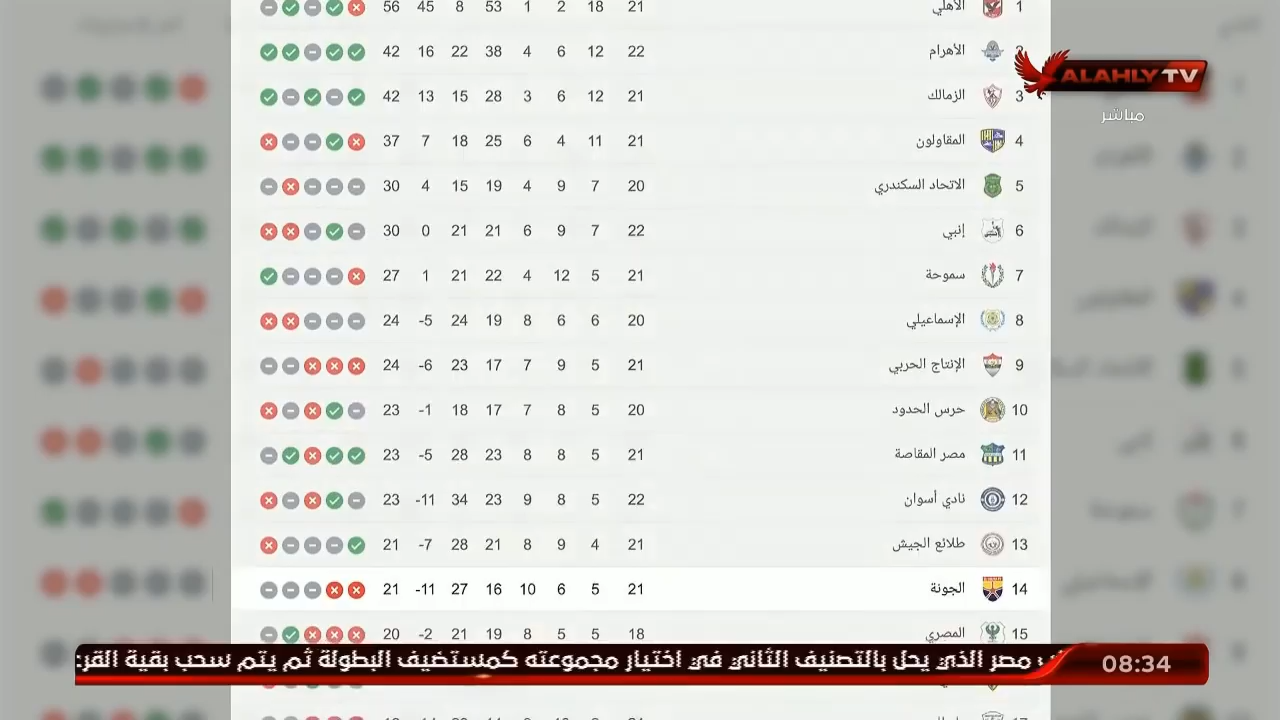 1 الأهلي 21 18 2 1 53 8 45 56
2 الأهرام 22 12 6 4 38 22 16 42
3 الزمالك 21 12 6 3 28 15 13 42
4 المقاولون 21 11 4 6 25 18 7 37
5 الاتحاد السكندري 20 7 9 4 19 15 4 30
6 إنبي 22 7 9 6 21 21 0 30
7 سموحة 21 5 12 4 22 21 1 27
8 الإسماعيلي 20 6 6 8 19 24 -5 24
9 الإنتاج الحربي 21 5 9 7 17 23 -6 24
10 حرس الحدود 20 5 8 7 17 18 -1 23
11 مصر المقاصة 21 5 8 8 23 28 -5 23
12 نادي أسوان 22 5 8 9 23 34 -11 23
13 طلائع الجيش 21 4 9 8 21 28 -7 21
14 الجونة 21 5 6 10 16 27 -11 21
15 المصري 18 5 5 8 19 21 -2 20
ALAHLY TV
مباشر
مصر الذي يحل بالتصنيف الثاني في اختيار مجموعته كمستضيف البطولة ثم يتم سحب بقية القر
08:34